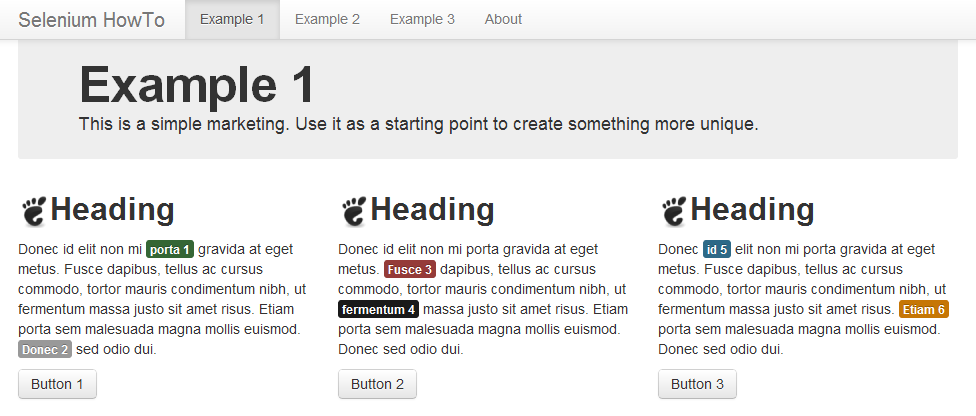 Selenium HowTo Example 1 Example 2 Example 3 About
Example 1
This is a simple marketing. Use it as a starting point to create something more unique.
Heading
Donec id elit non mi porta 1 gravida at eget
metus. Fusce dapibus, tellus ac cursus
commodo, tortor mauris condimentum nibh, ut
fermentum massa justo sit amet risus. Etiam
porta sem malesuada magna mollis euismod.
Donec 2 sed odio dui.
Button 1
Heading
Donec id elit non mi porta gravida at eget
metus. Fusce 3 dapibus, tellus ac cursus
commodo, tortor mauris condimentum nibh, ut
fermentum 4 massa justo sit amet risus. Etiam
porta sem malesuada magna mollis euismod.
Donec sed odio dui.
Button 2
Heading
Donec id 5 elit non mi porta gravida at eget
metus. Fusce dapibus, tellus ac cursus
commodo, tortor mauris condimentum nibh, ut
fermentum massa justo sit amet risus. Etiam 6
porta sem malesuada magna mollis euismod.
Donec sed odio dui.
Button 3